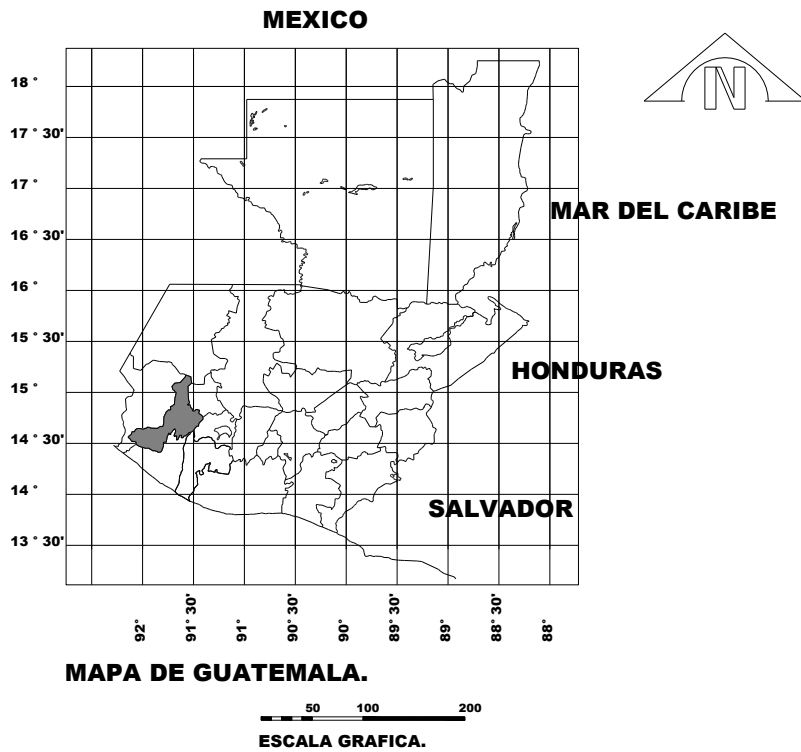 MEXICO
N
18 °
17 ° 30'
17 °
MAR DEL CARIBE
16 ° 30'
16 °
15 ° 30'
HONDURAS
15 °
14 ° 30'
14 °
SALVADOR
13 ° 30'
92° 91° 30' 91° 90° 30' 90° 89° 30' 89° 88° 30' 88°
MAPA DE GUATEMALA.
50 100 200
ESCALA GRAFICA.